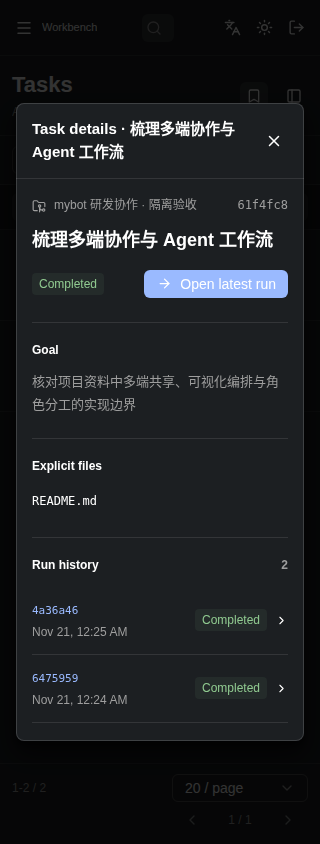 Workbench
Tasks
Task details · 梳理多端协作与
Agent 工作流
mybot 研发协作 · 隔离验收
61f4fc8
梳理多端协作与 Agent 工作流
Completed
Open latest run
Goal
核对项目资料中多端共享、可视化编排与角
色分工的实现边界
Explicit files
README.md
Run history
2
4a36a46
Completed
Nov 21, 12:25 AM
6475959
Completed
Nov 21, 12:24 AM
1-2 / 2
20 / page
1 / 1